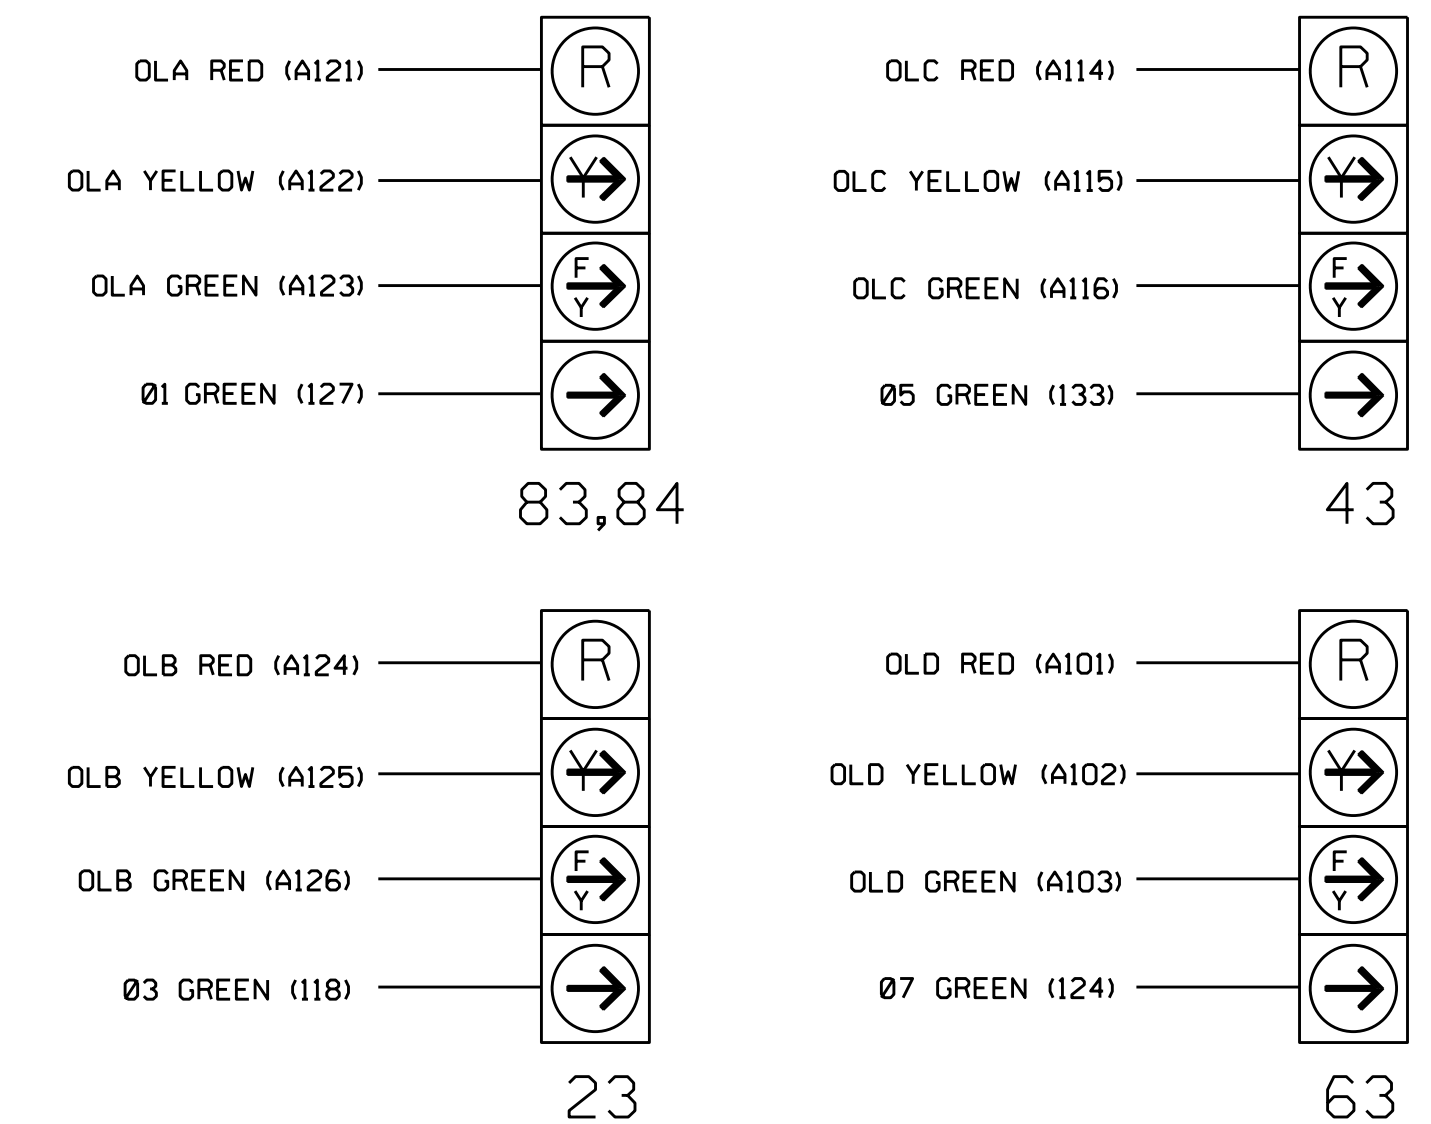 OLA RED (A121) R
OLA YELLOW (A122) Y
OLA GREEN (A123) F Y
Ø1 GREEN (127)
83,84
OLC RED (A114) R
OLC YELLOW (A115) Y
OLC GREEN (A116) F Y
Ø5 GREEN (133)
43
OLB RED (A124) R
OLB YELLOW (A125) Y
OLB GREEN (A126) F Y
Ø3 GREEN (118)
23
OLD RED (A101) R
OLD YELLOW (A102) Y
OLD GREEN (A103) F Y
Ø7 GREEN (124)
63